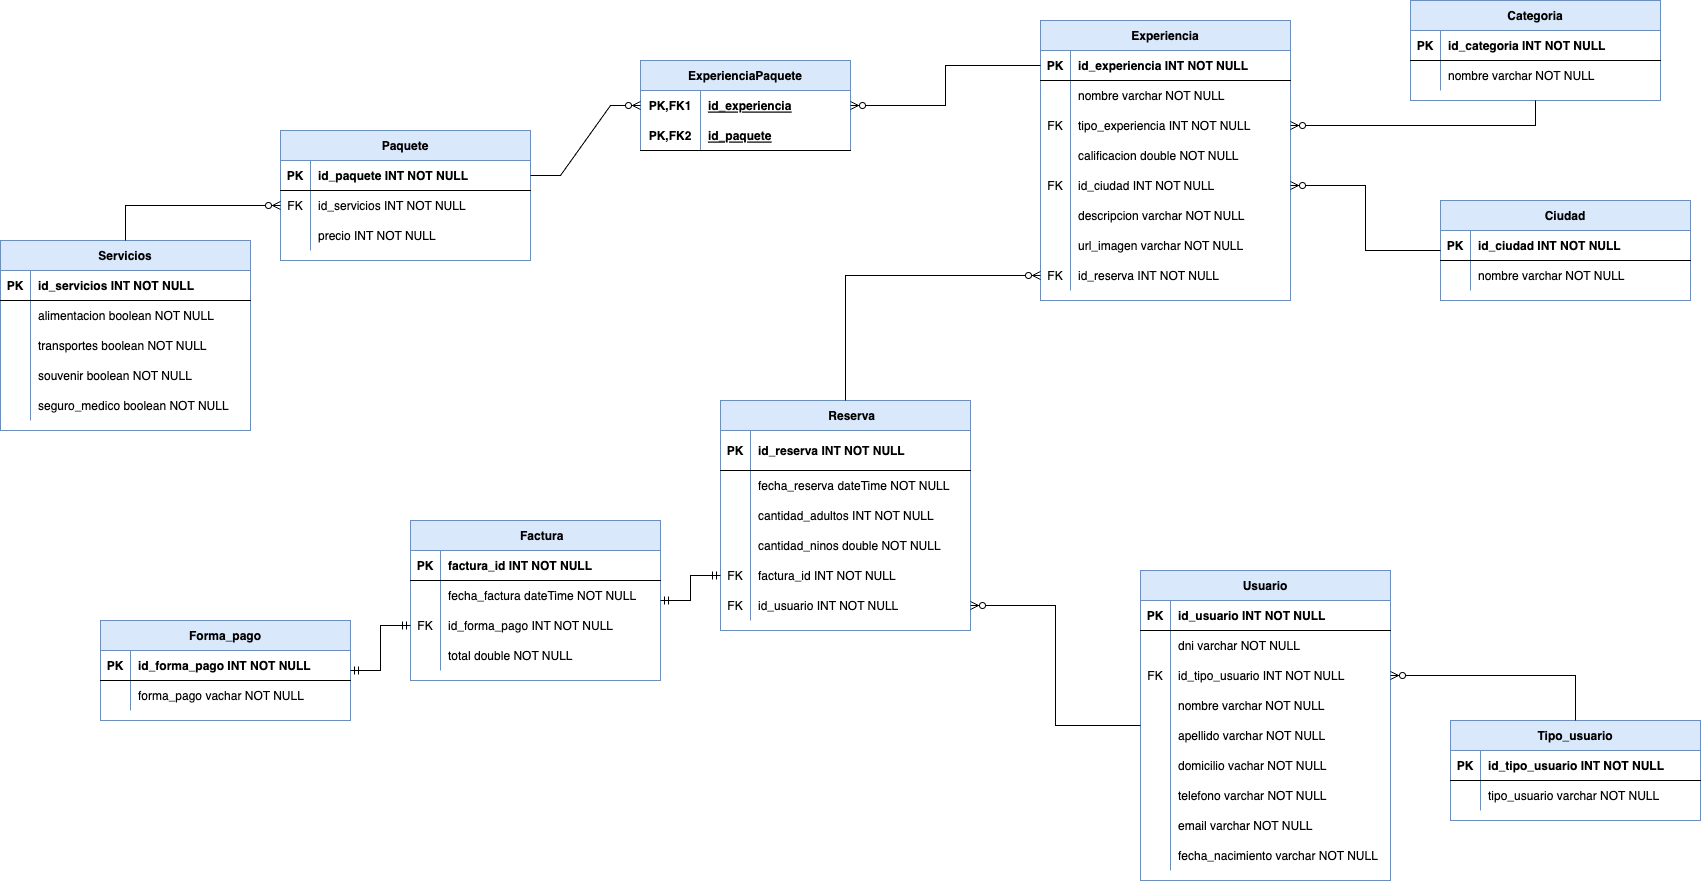 Categoria
PK id_categoria INT NOT NULL
nombre varchar NOT NULL
Experiencia
PK id_experiencia INT NOT NULL
nombre varchar NOT NULL
FK tipo_experiencia INT NOT NULL
calificacion double NOT NULL
FK id_ciudad INT NOT NULL
descripcion varchar NOT NULL
url_imagen varchar NOT NULL
FK id_reserva INT NOT NULL
ExperienciaPaquete
PK,FK1 id_experiencia
PK,FK2 id_paquete
Paquete
PK id_paquete INT NOT NULL
FK id_servicios INT NOT NULL
precio INT NOT NULL
Ciudad
PK id_ciudad INT NOT NULL
nombre varchar NOT NULL
Servicios
PK id_servicios INT NOT NULL
alimentacion boolean NOT NULL
transportes boolean NOT NULL
souvenir boolean NOT NULL
seguro_medico boolean NOT NULL
Reserva
PK id_reserva INT NOT NULL
fecha_reserva dateTime NOT NULL
cantidad_adultos INT NOT NULL
cantidad_ninos double NOT NULL
FK factura_id INT NOT NULL
FK id_usuario INT NOT NULL
Factura
PK factura_id INT NOT NULL
fecha_factura dateTime NOT NULL
FK id_forma_pago INT NOT NULL
total double NOT NULL
Forma_pago
PK id_forma_pago INT NOT NULL
forma_pago vachar NOT NULL
Usuario
PK id_usuario INT NOT NULL
dni varchar NOT NULL
FK id_tipo_usuario INT NOT NULL
nombre varchar NOT NULL
apellido varchar NOT NULL
domicilio vachar NOT NULL
telefono varchar NOT NULL
email varchar NOT NULL
fecha_nacimiento varchar NOT NULL
Tipo_usuario
PK id_tipo_usuario INT NOT NULL
tipo_usuario varchar NOT NULL